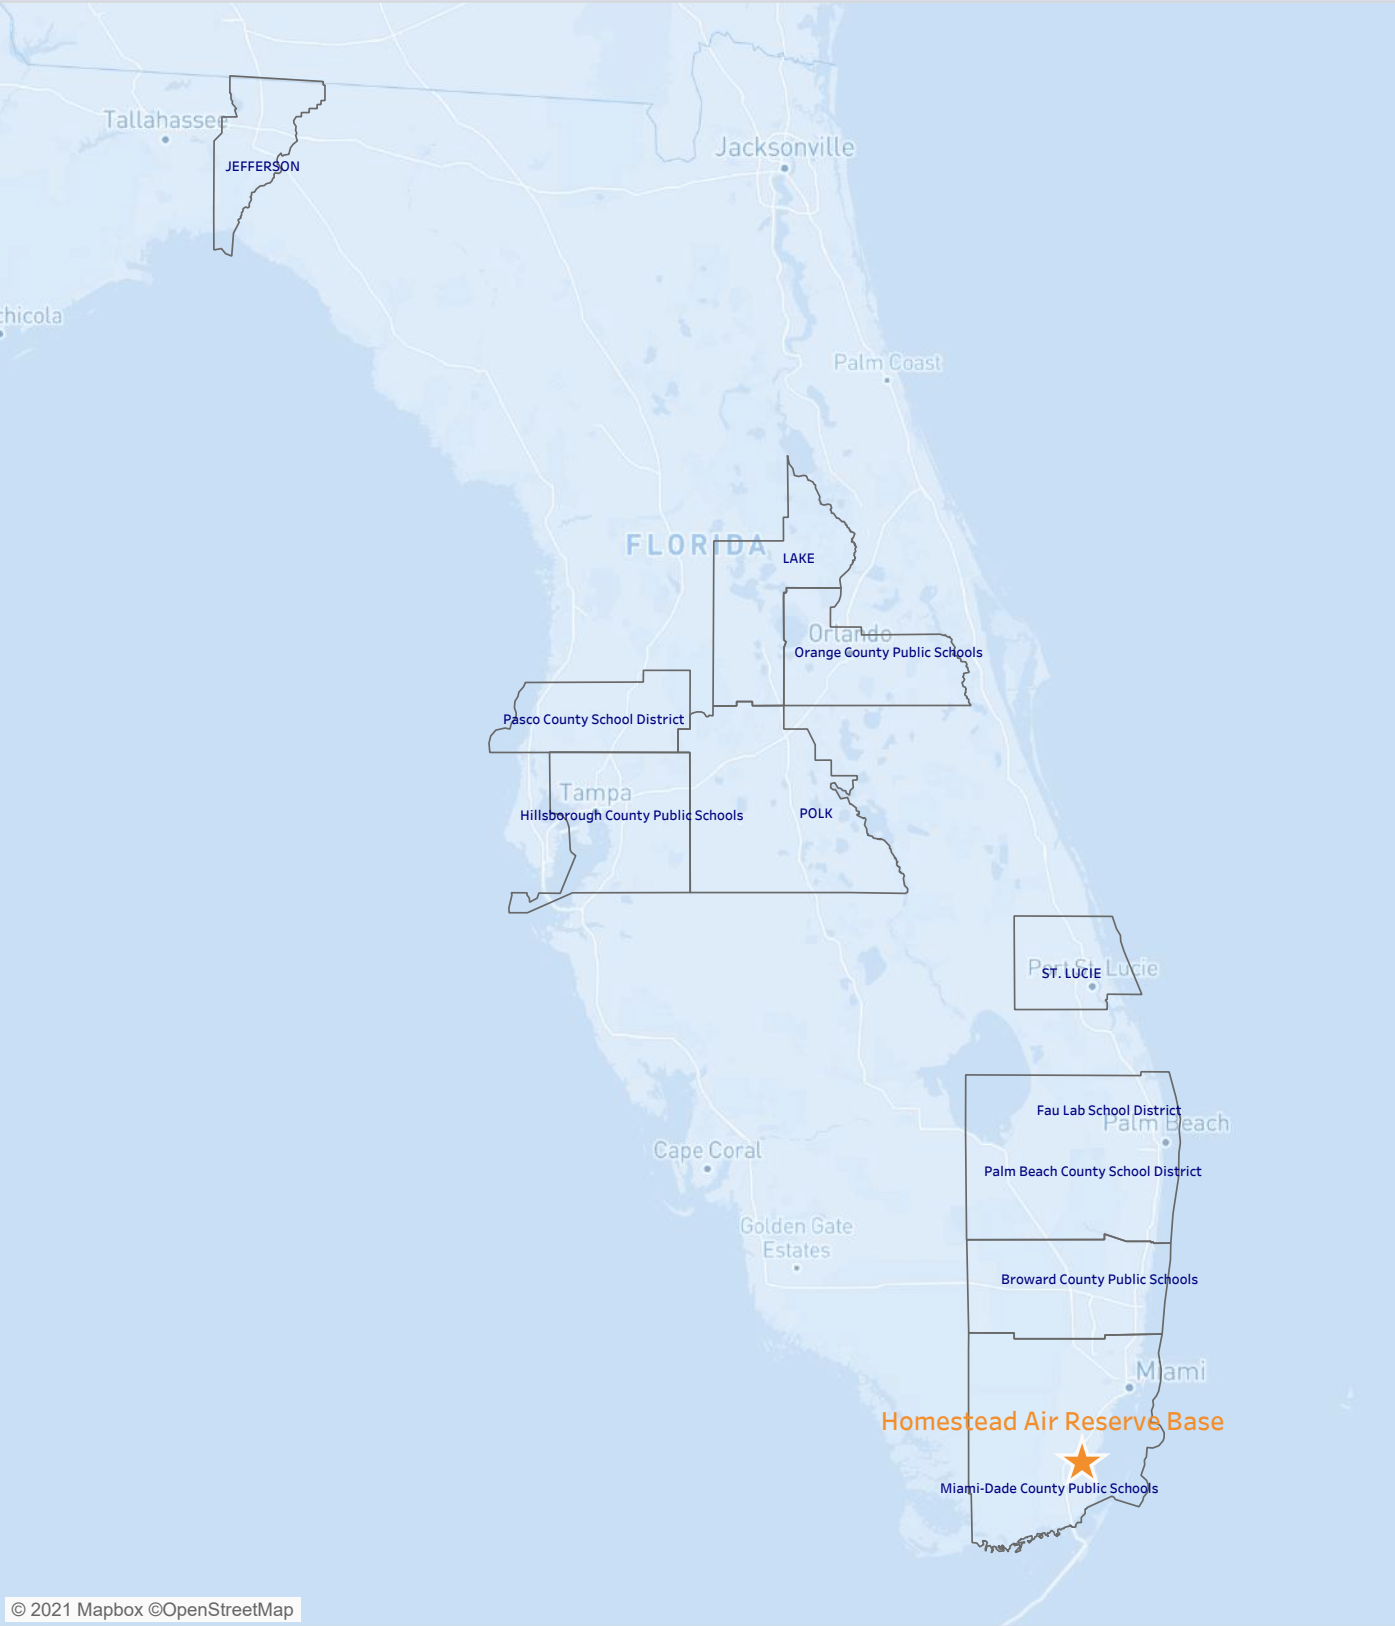 Tallahassee
Jacksonville
JEFFERSON
chicola
Palm Coast
FLORIDA
LAKE
Orlando
Orange County Public Schools
Pasco County School District
Tampa
Hillsborough County Public Schools
POLK
Port St. Lucie
ST. LUCIE
Fau Lab School District
Palm Beach
Cape Coral
Palm Beach County School District
Golden Gate
Estates
Broward County Public Schools
Miami
Homestead Air Reserve Base
Miami-Dade County Public Schools
© 2021 Mapbox ©OpenStreetMap